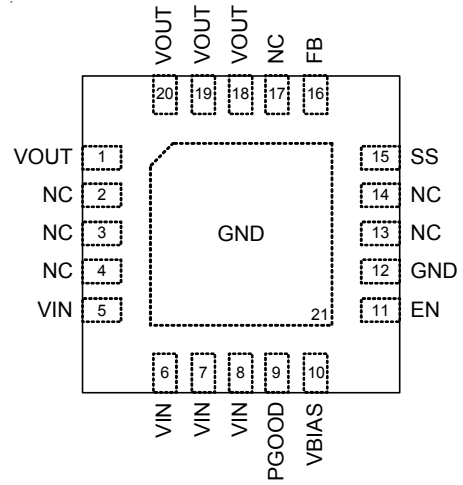 VOUT VOUT VOUT NC FB
20 19 18 17 16
VOUT 1 15 SS
NC 2 14 NC
NC 3 GND 13 NC
NC 4 12 GND
VIN 5 21 11 EN
6 7 8 9 10
VIN VIN VIN PGOOD VBIAS